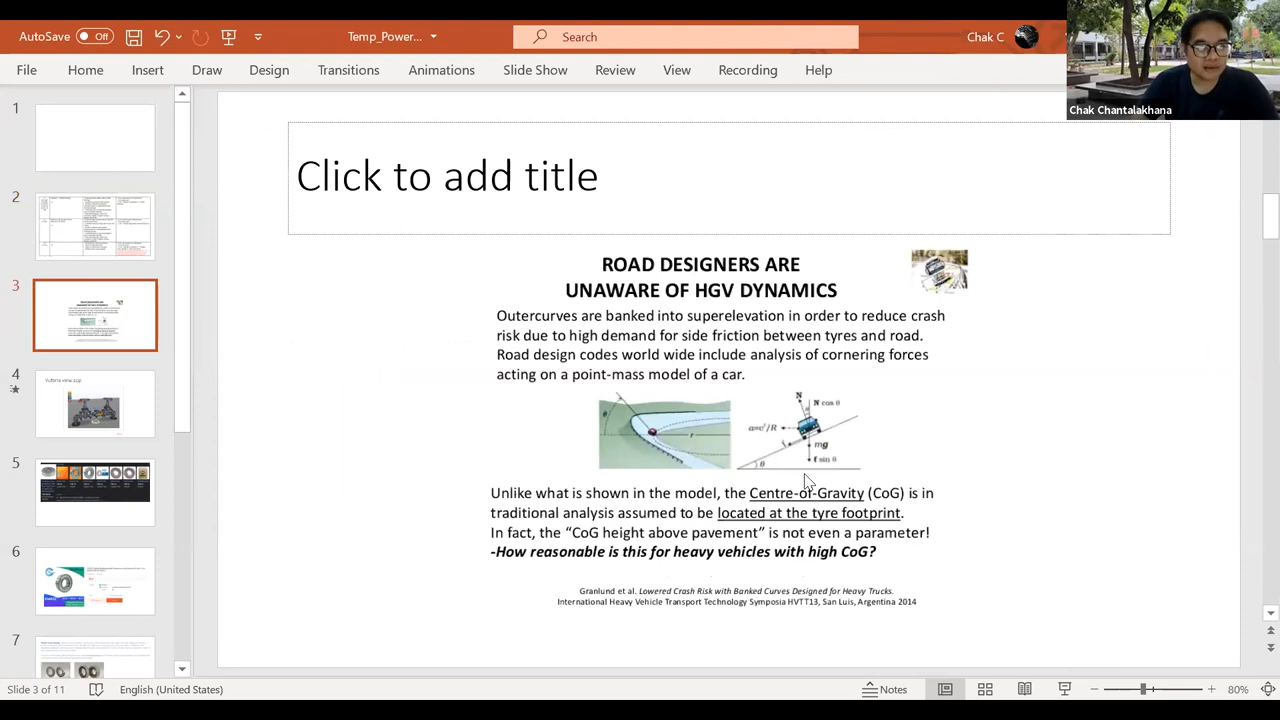 AutoSave
Off
Temp_Power...
Search
Chak C
File
Home
Insert
Draw
Design
Transitions
Animations
Slide Show
Review
View
Recording
Help
Chak Chantalakhana
1
2
3
4
5
6
7
Click to add title
ROAD DESIGNERS ARE
UNAWARE OF HGV DYNAMICS
Outercurves are banked into superelevation in order to reduce crash
risk due to high demand for side friction between tyres and road.
Road design codes world wide include analysis of cornering forces
acting on a point-mass model of a car.
θ
r
N
N cos θ
a=v²/R
mg
f sin θ
θ
Unlike what is shown in the model, the Centre-of-Gravity (CoG) is in
traditional analysis assumed to be located at the tyre footprint.
In fact, the “CoG height above pavement” is not even a parameter!
-How reasonable is this for heavy vehicles with high CoG?
Granlund et al. Lowered Crash Risk with Banked Curves Designed for Heavy Trucks.
International Heavy Vehicle Transport Technology Symposia HVTT13, San Luis, Argentina 2014
Slide 3 of 11
English (United States)
Notes
80%